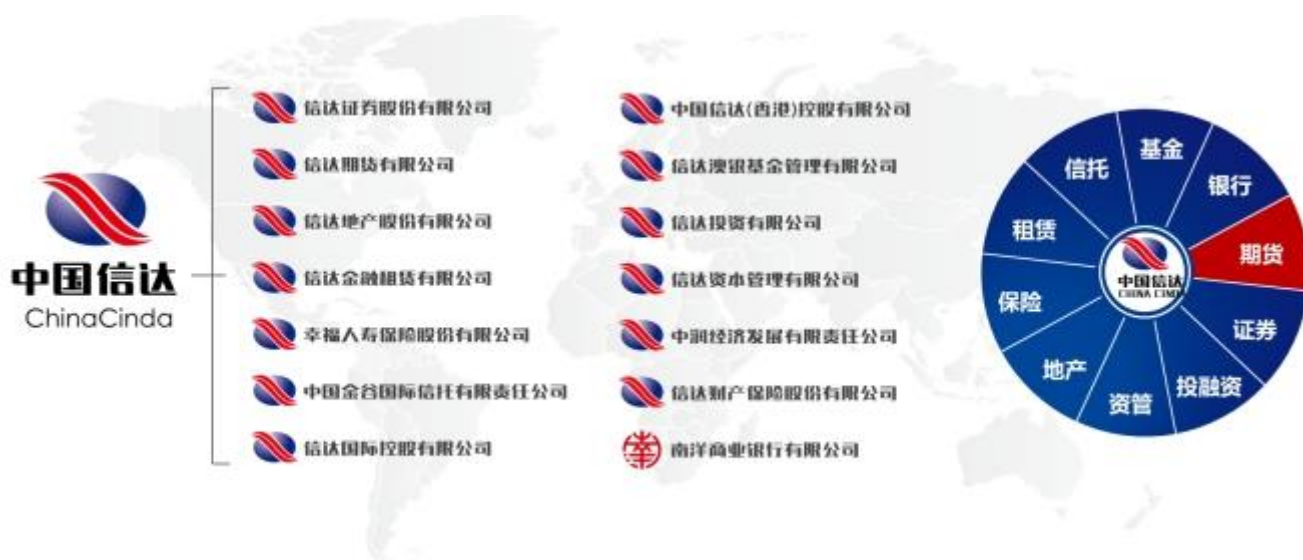 中国信达
ChinaCinda
信达证券股份有限公司
信达期货有限公司
信达地产股份有限公司
信达金融租赁有限公司
幸福人寿保险股份有限公司
中国金谷国际信托有限责任公司
信达国际控股有限公司
中国信达(香港)控股有限公司
信达澳银基金管理有限公司
信达投资有限公司
信达资本管理有限公司
中润经济发展有限责任公司
信达财产保险股份有限公司
南洋商业银行有限公司
基金
银行
期货
证券
投融资
资管
地产
保险
租赁
信托
中国信达
CHINA CINDA